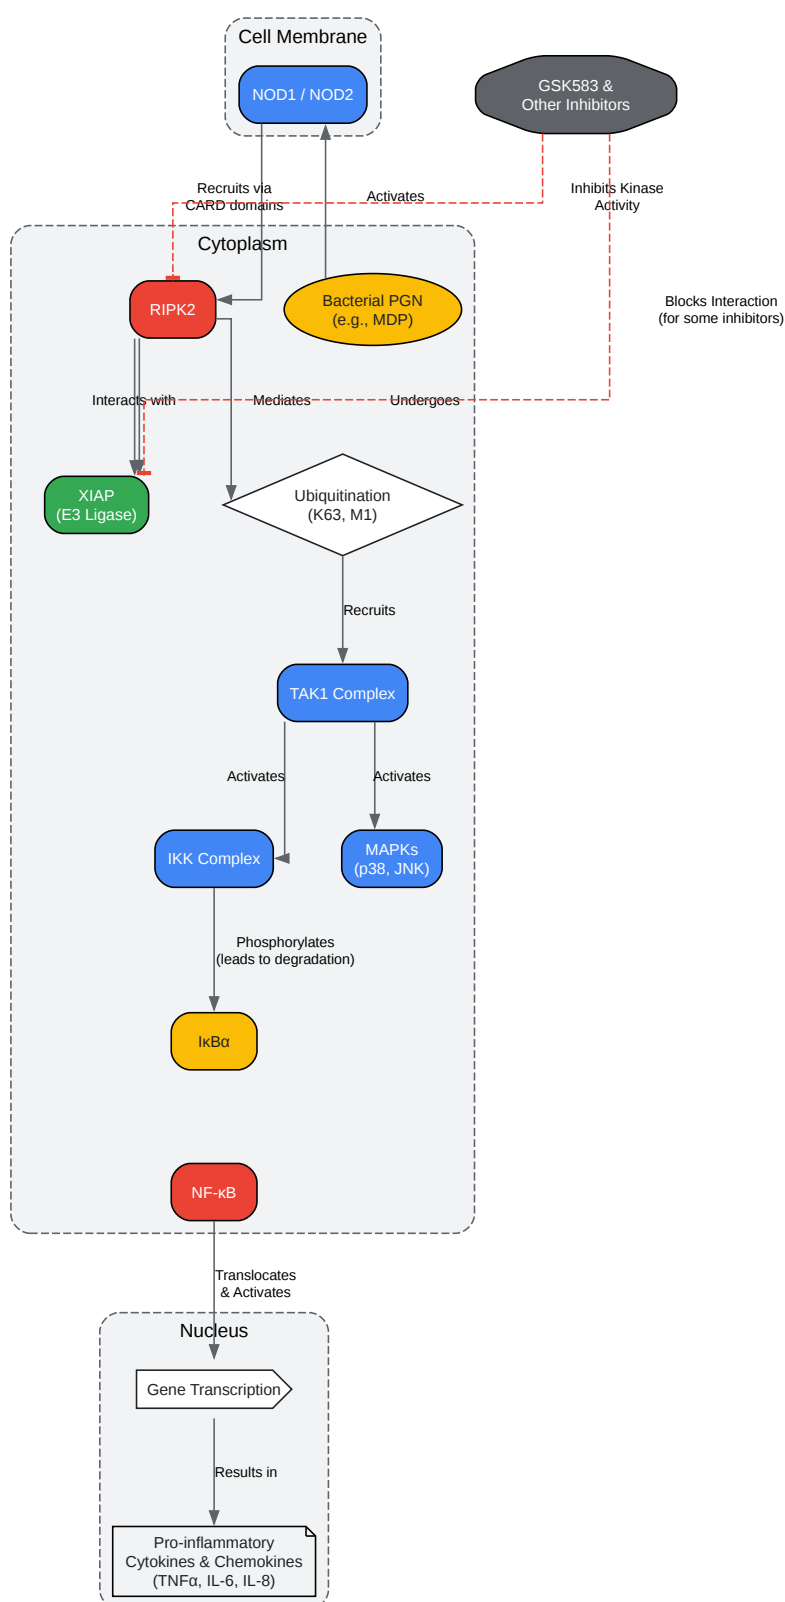 Cell Membrane
NOD1 / NOD2
GSK583 &
Other Inhibitors
Recruits via
CARD domains
Activates
Inhibits Kinase
Activity
Cytoplasm
RIPK2
Bacterial PGN
(e.g., MDP)
Blocks Interaction
(for some inhibitors)
Interacts with
Mediates
Undergoes
XIAP
(E3 Ligase)
Ubiquitination
(K63, M1)
Recruits
TAK1 Complex
Activates
Activates
IKK Complex
MAPKs
(p38, JNK)
Phosphorylates
(leads to degradation)
IκBα
NF-κB
Translocates
& Activates
Nucleus
Gene Transcription
Results in
Pro-inflammatory
Cytokines & Chemokines
(TNFα, IL-6, IL-8)